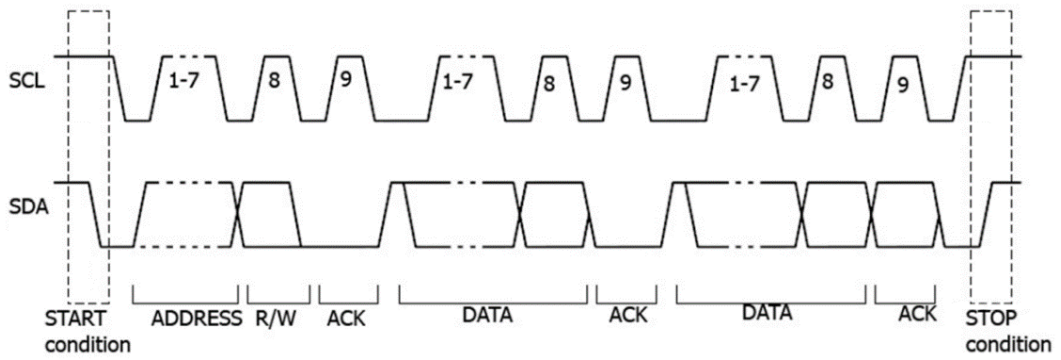 SCL
1-7
8
9
1-7
8
9
1-7
8
9
SDA
START
condition
ADDRESS
R/W
ACK
DATA
ACK
DATA
ACK
STOP
condition